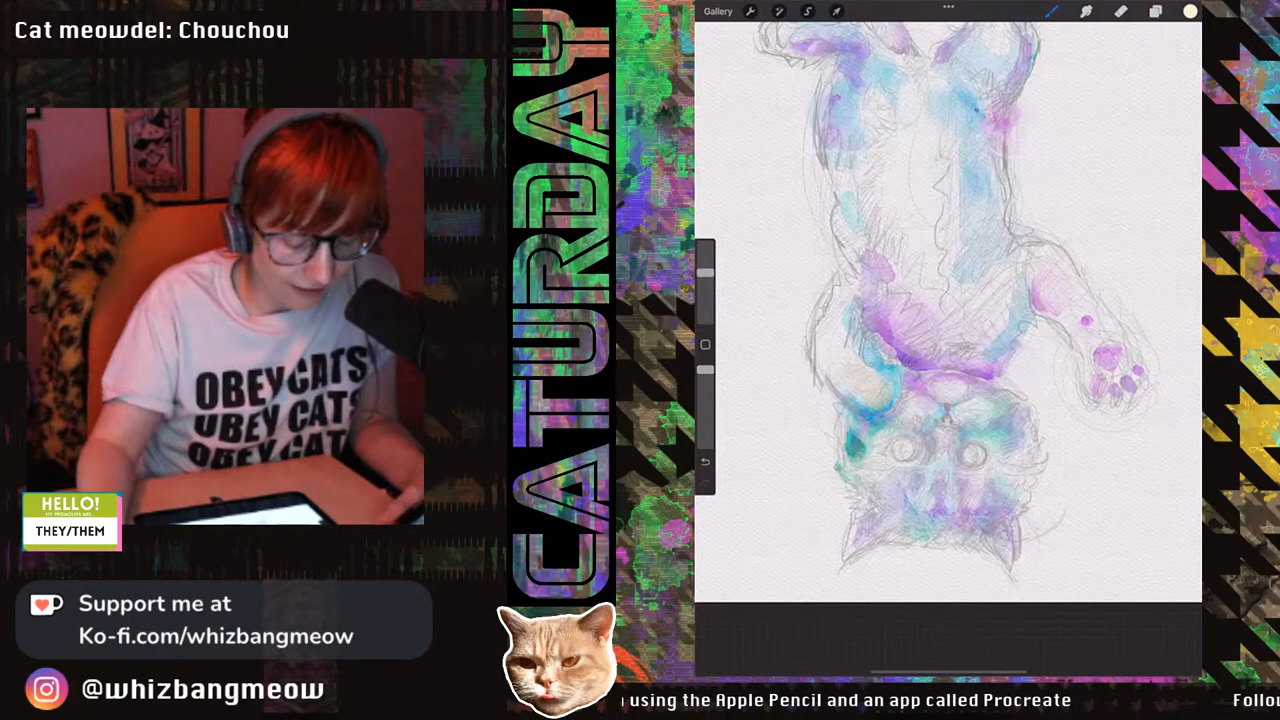 Cat meowdel: Chouchou
CATURDAY
Gallery
OBEY CATS
OBEY CATS
OBEY CATS
HELLO!
THEY/THEM
Support me at
Ko-fi.com/whizbangmeow
@whizbangmeow
using the Apple Pencil and an app called Procreate
Follo